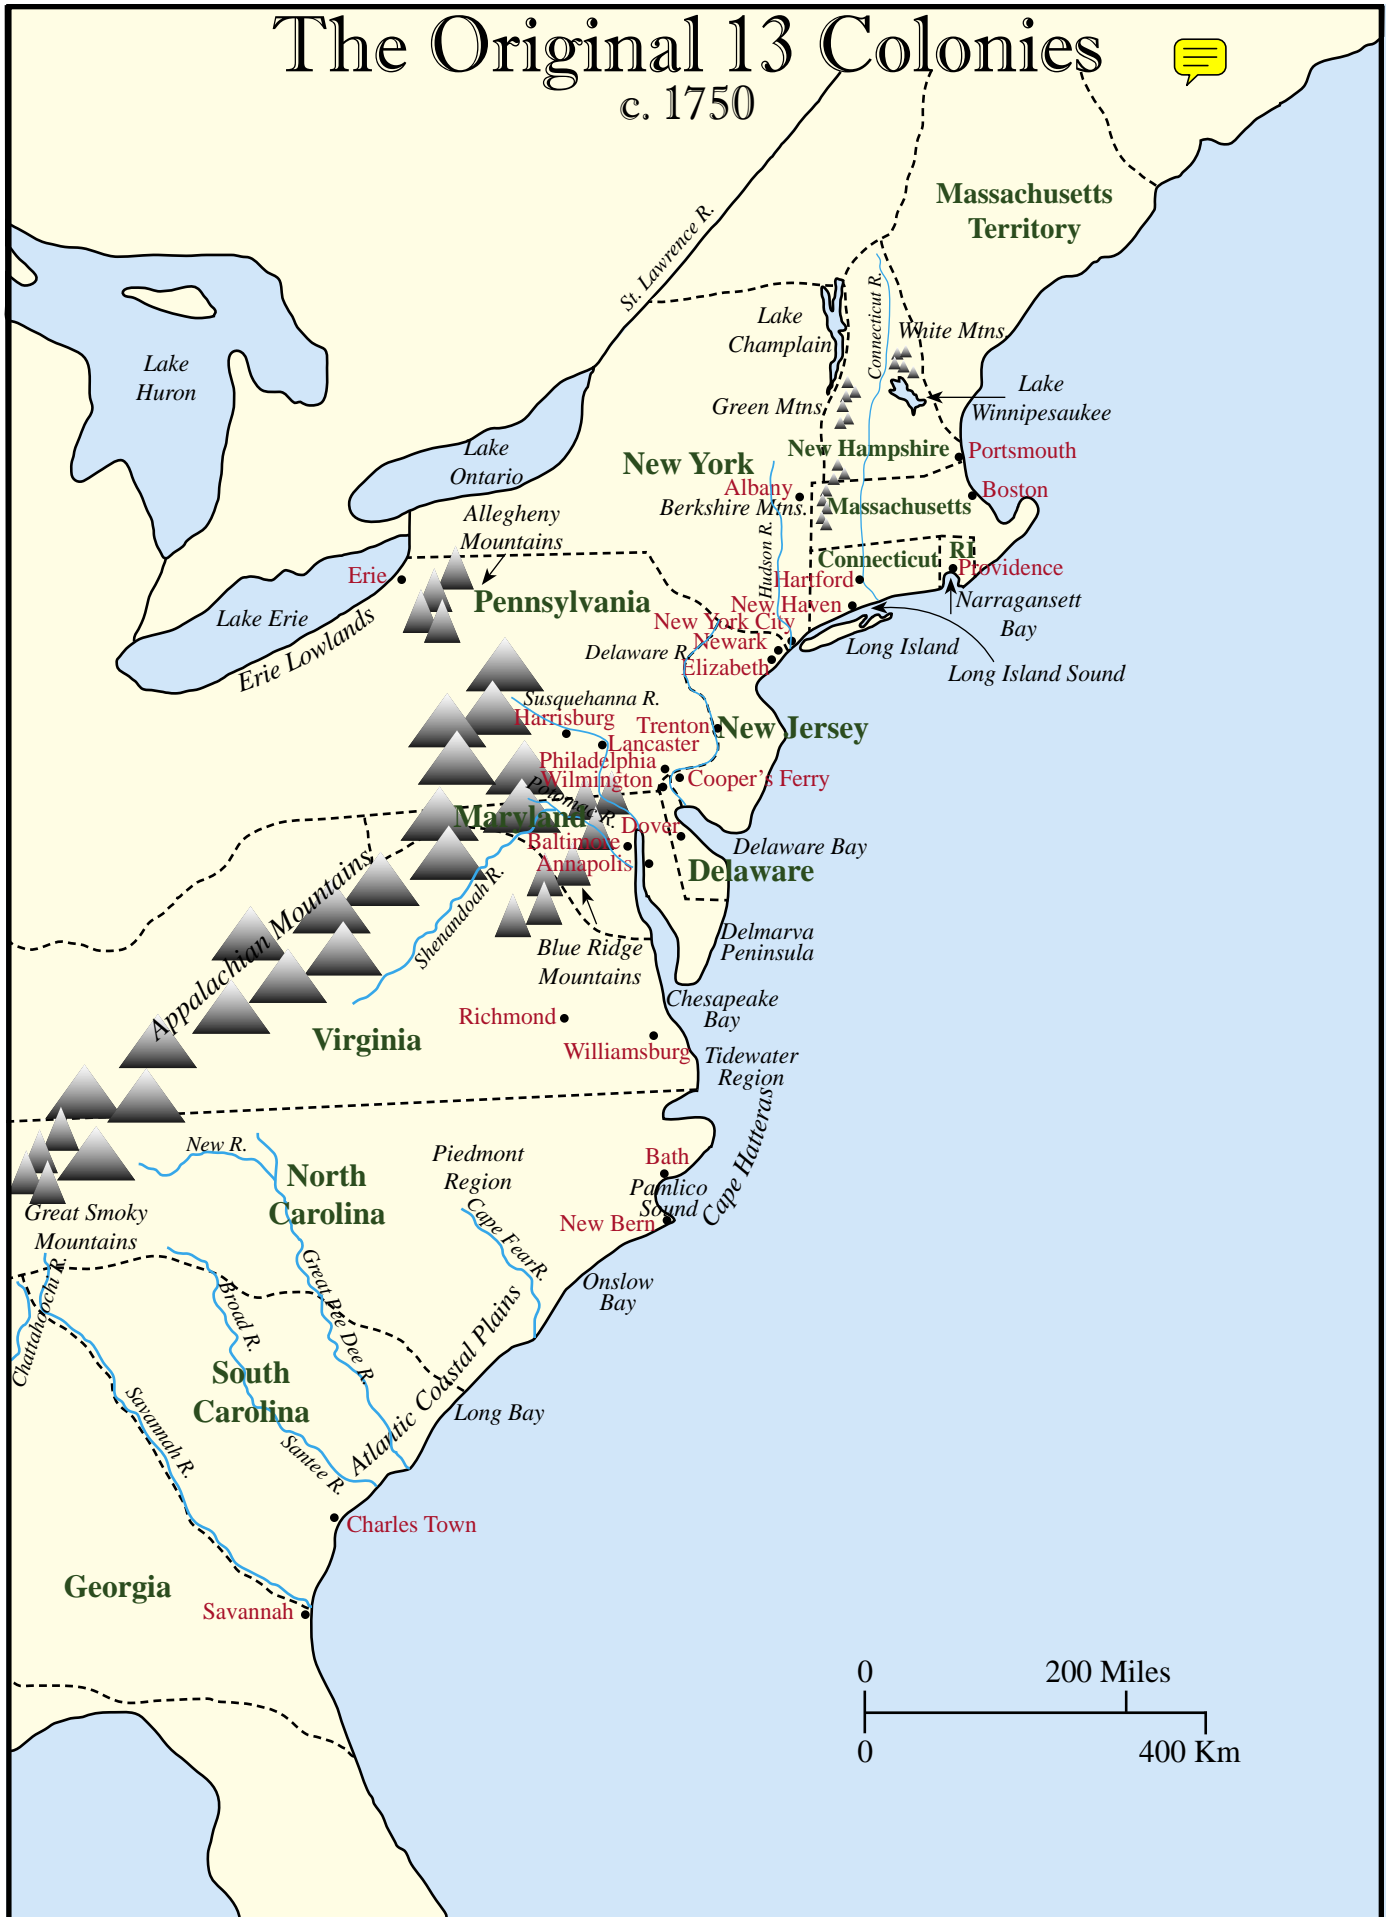 The Original 13 Colonies
c. 1750
Massachusetts
Territory
St. Lawrence R.
Connecticut R.
Lake
Champlain
White Mtns.
Lake
Huron
Lake
Winnipesaukee
Green Mtns.
Lake
Ontario
New York
New Hampshire
Portsmouth
Albany
Boston
Berkshire Mtns.
Massachusetts
Allegheny
Mountains
Hudson R.
Connecticut
RI
Providence
Erie
Hartford
Lake Erie
Erie Lowlands
Pennsylvania
New Haven
Narragansett
Bay
New York City
Newark
Long Island
Delaware R.
Elizabeth
Long Island Sound
Susquehanna R.
Harrisburg
Trenton
New Jersey
Lancaster
Philadelphia
Wilmington
Cooper's Ferry
Potomac R.
Maryland
Dover
Baltimore
Delaware Bay
Annapolis
Delaware
Appalachian Mountains
Shenandoah R.
Blue Ridge
Mountains
Delmarva
Peninsula
Chesapeake
Bay
Richmond
Virginia
Williamsburg
Tidewater
Region
Cape Hatteras
New R.
Piedmont
Region
Bath
North
Carolina
Pamlico
Sound
Great Smoky
Mountains
Cape Fear R.
New Bern
Chattahoochi R.
Great Pee Dee R.
Broad R.
Onslow
Bay
South
Carolina
Atlantic Coastal Plains
Savannah R.
Long Bay
Santee R.
Charles Town
Georgia
Savannah
0
200 Miles
0
400 Km